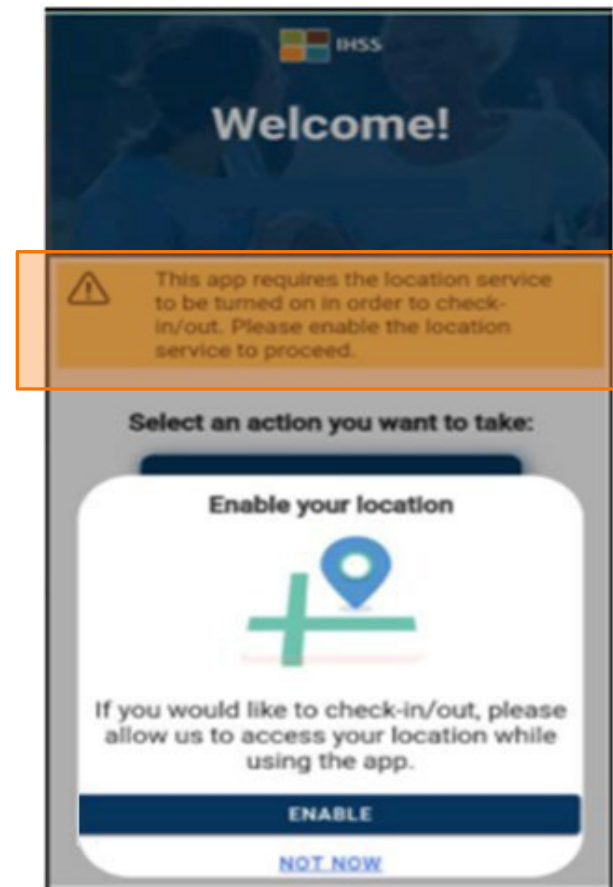 IHSS
Welcome!
This app requires the location service
to be turned on in order to check-
in/out. Please enable the location
service to proceed.
Select an action you want to take:
Enable your location
If you would like to check-in/out, please
allow us to access your location while
using the app.
ENABLE
NOT NOW